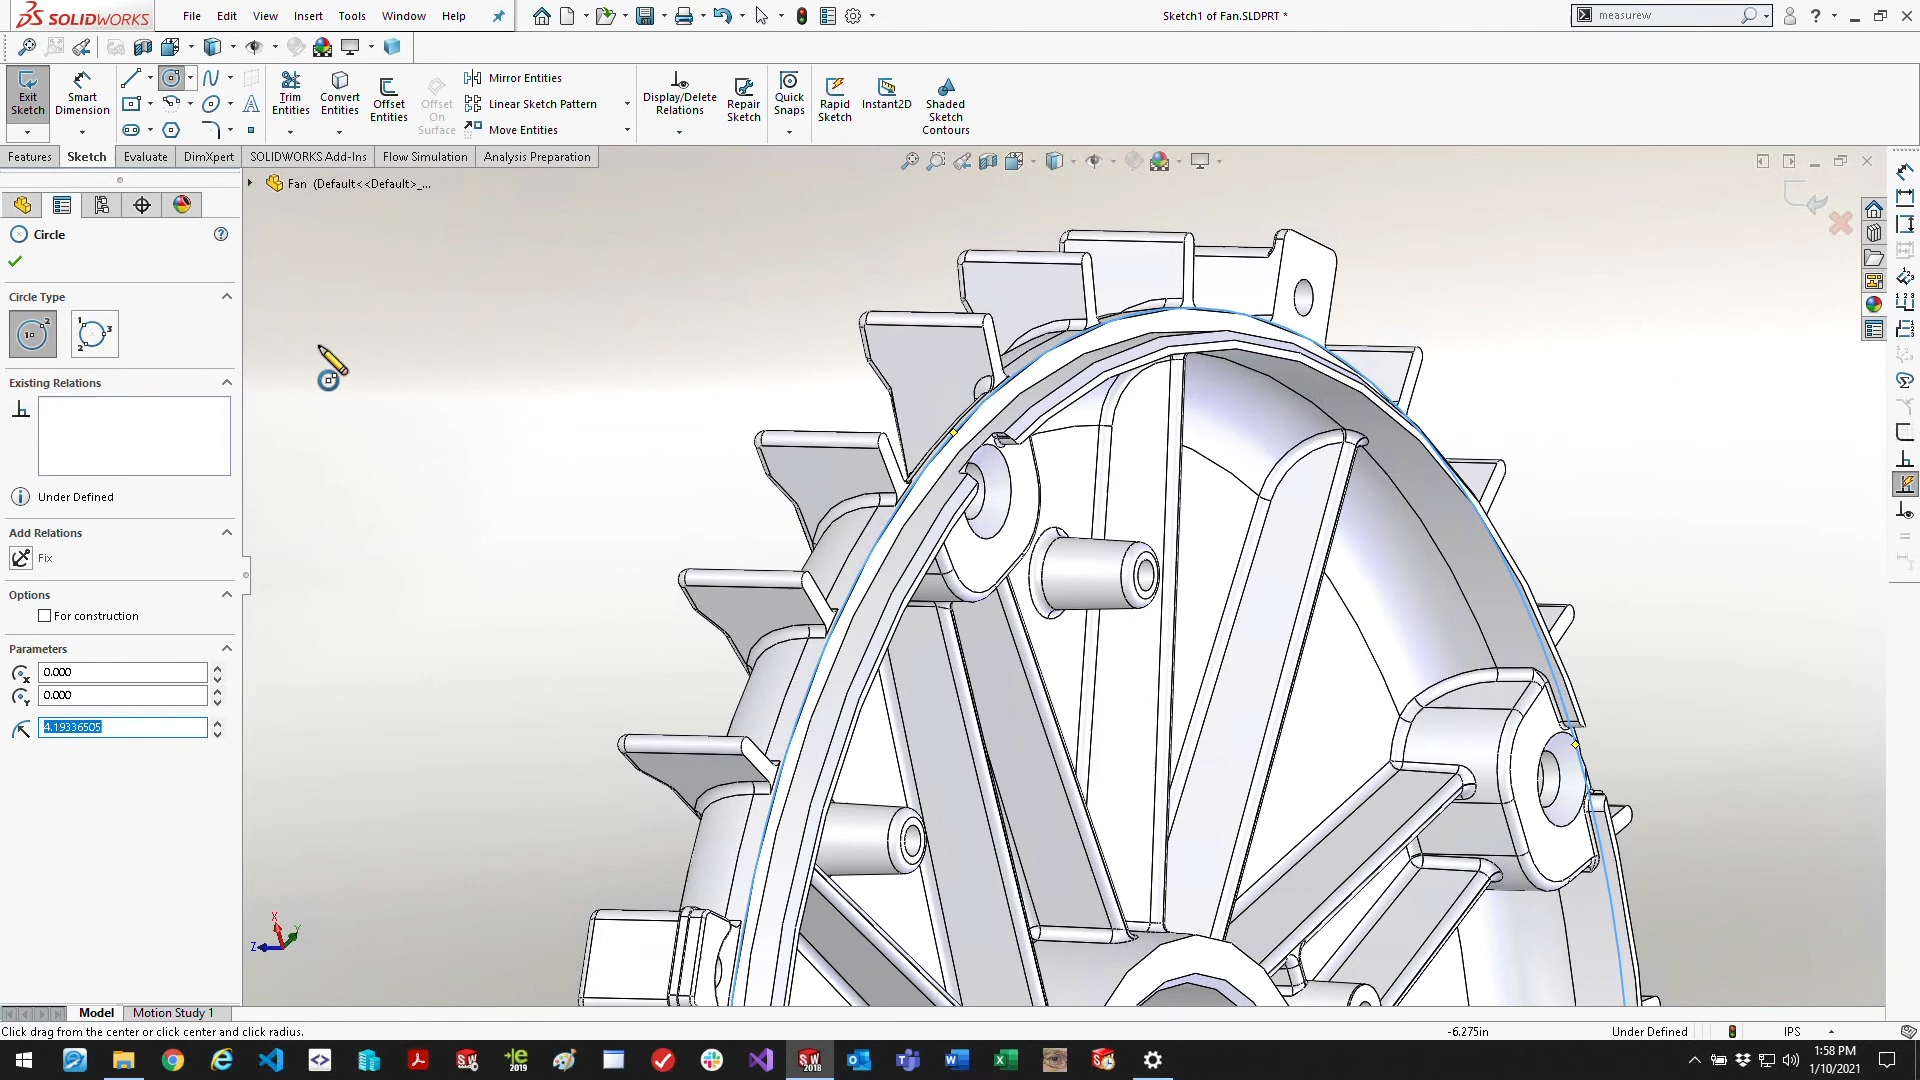 SOLIDWORKS File Edit View Insert Tools Window Help Sketch1 of Fan.SLDPRT * measurew
Exit Sketch
Smart Dimension
Trim Entities
Convert Entities
Offset Entities
Offset On Surface
Mirror Entities
Linear Sketch Pattern
Move Entities
Display/Delete Relations
Repair Sketch
Quick Snaps
Rapid Sketch
Instant2D
Shaded Sketch Contours
Features Sketch Evaluate DimXpert SOLIDWORKS Add-Ins Flow Simulation Analysis Preparation
Fan (Default<<Default>_...
Circle
Circle Type
Existing Relations
Under Defined
Add Relations
Fix
Options
For construction
Parameters
0.000
0.000
4.19336505
X
Y
Z
Model Motion Study 1
Click drag from the center or click center and click radius. -6.275in Under Defined IPS
1:58 PM
1/10/2021